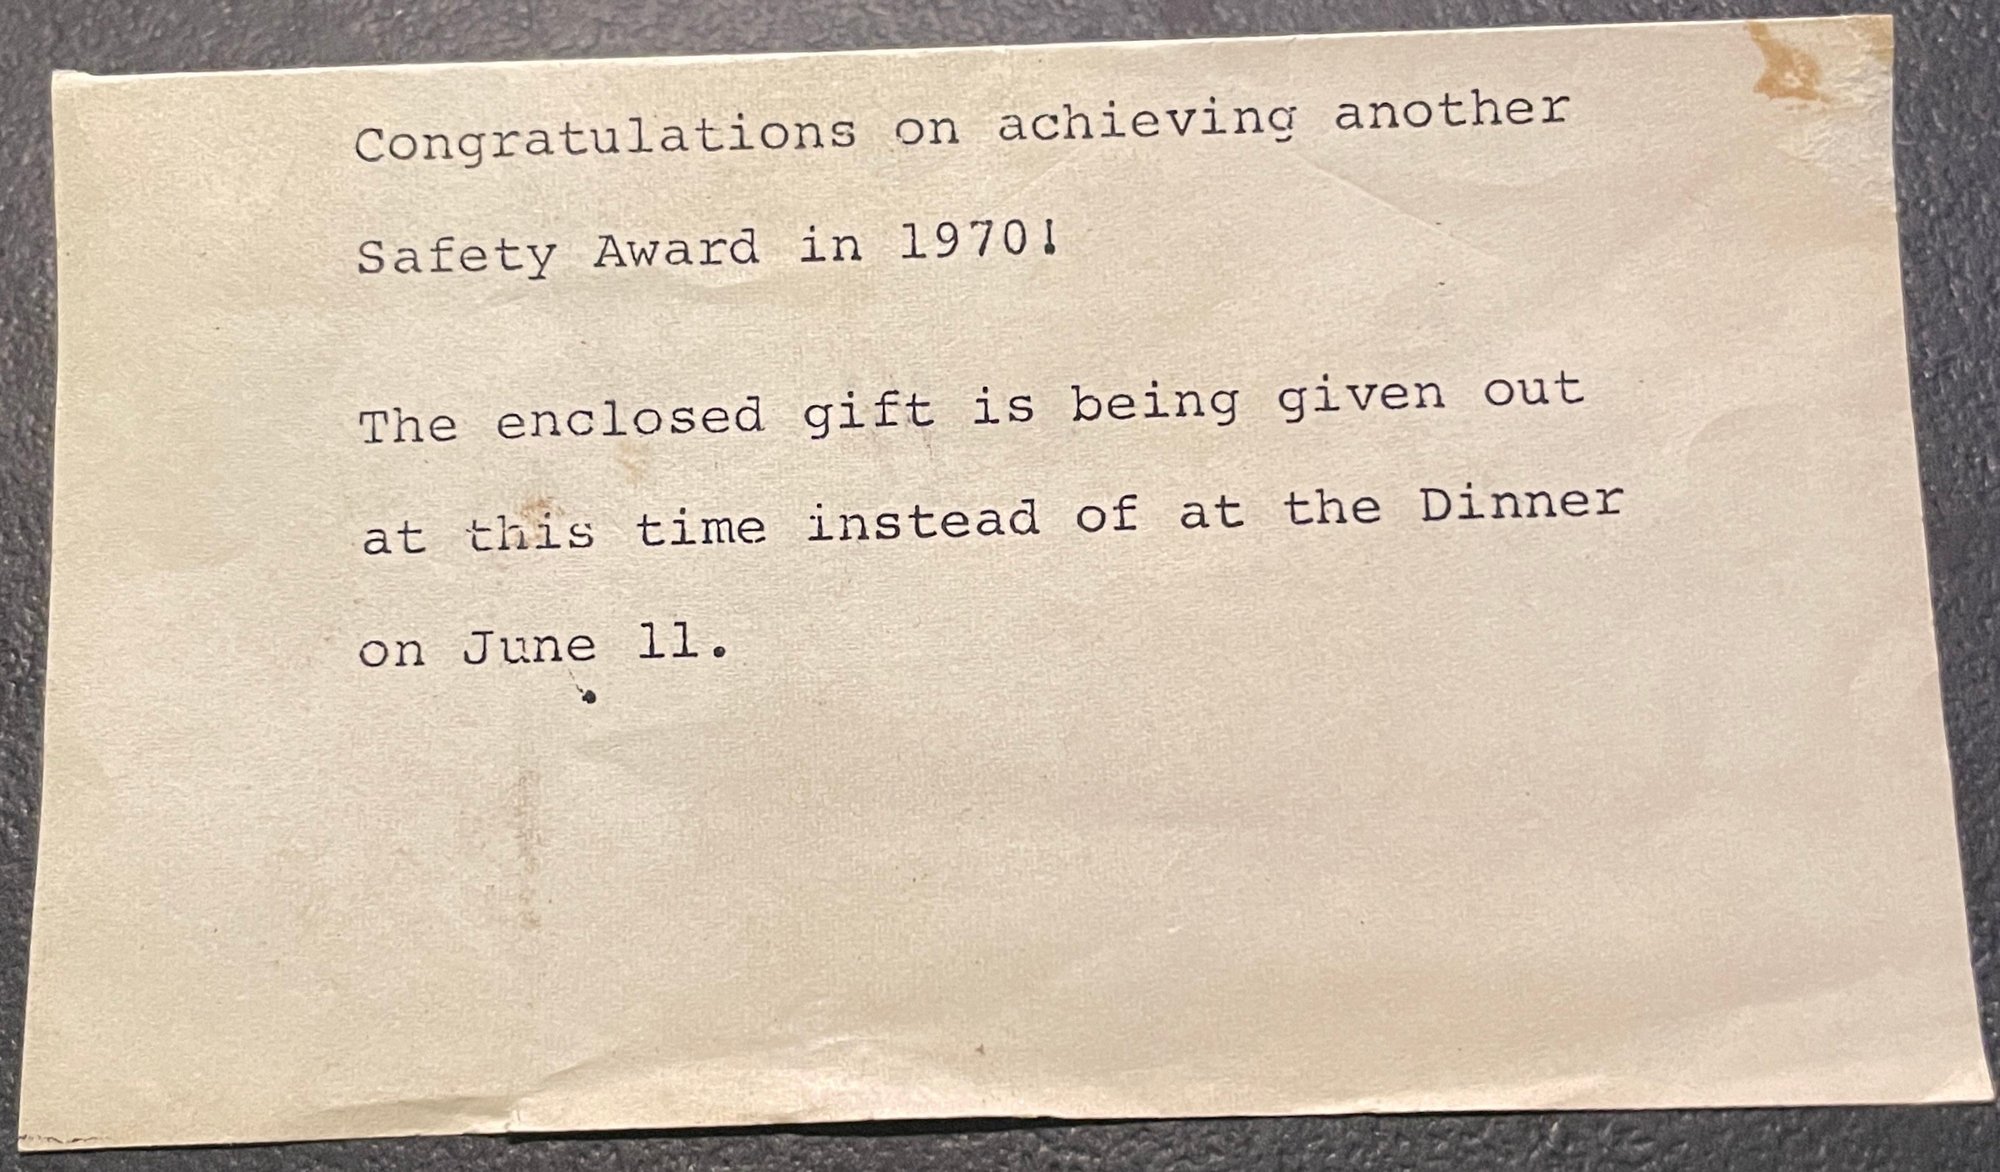 Congratulations on achieving another
Safety Award in 1970!
The enclosed gift is being given out
at this time instead of at the Dinner
on June 11.